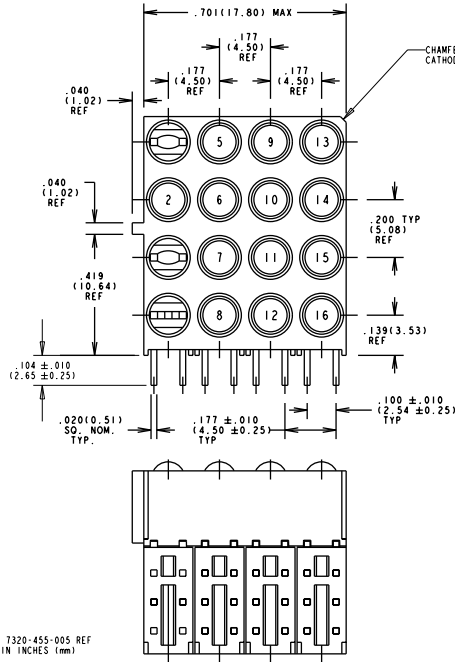 .701(17.80) MAX
.177
(4.50)
REF
.177
(4.50)
REF
.177
(4.50)
REF
.040
(1.02)
REF
5
9
13
2
6
10
14
.040
(1.02)
REF
.200 TYP
(5.08)
REF
7
11
15
.419
(10.64)
REF
8
12
16
.139(3.53)
REF
.104 ±.010
(2.65 ±0.25)
.020(0.51)
SQ. NOM.
TYP.
.177 ±.010
(4.50 ±0.25)
TYP
.100 ±.010
(2.54 ±0.25)
TYP
7320-455-005 REF
IN INCHES (mm)